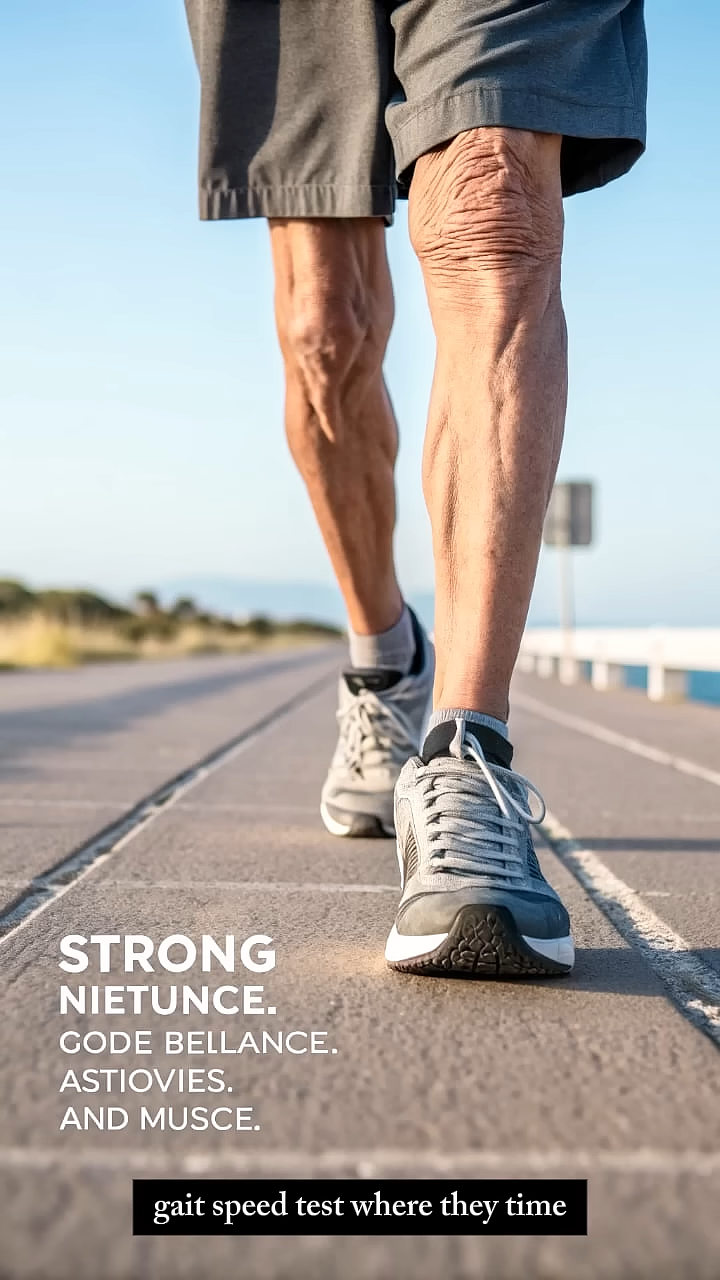 STRONG
NIETUNCE.
GODE BELLANCE.
ASTIOVIES.
AND MUSCE.
gait speed test where they time